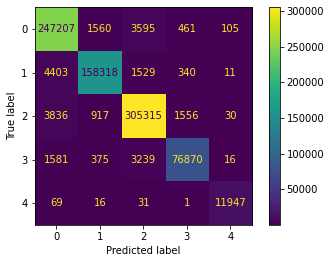 0 247207 1560 3595 461 105
1 4403 158318 1529 340 11
2 3836 917 305315 1556 30
3 1581 375 3239 76870 16
4 69 16 31 1 11947
0 1 2 3 4
Predicted label
True label
300000
250000
200000
150000
100000
50000